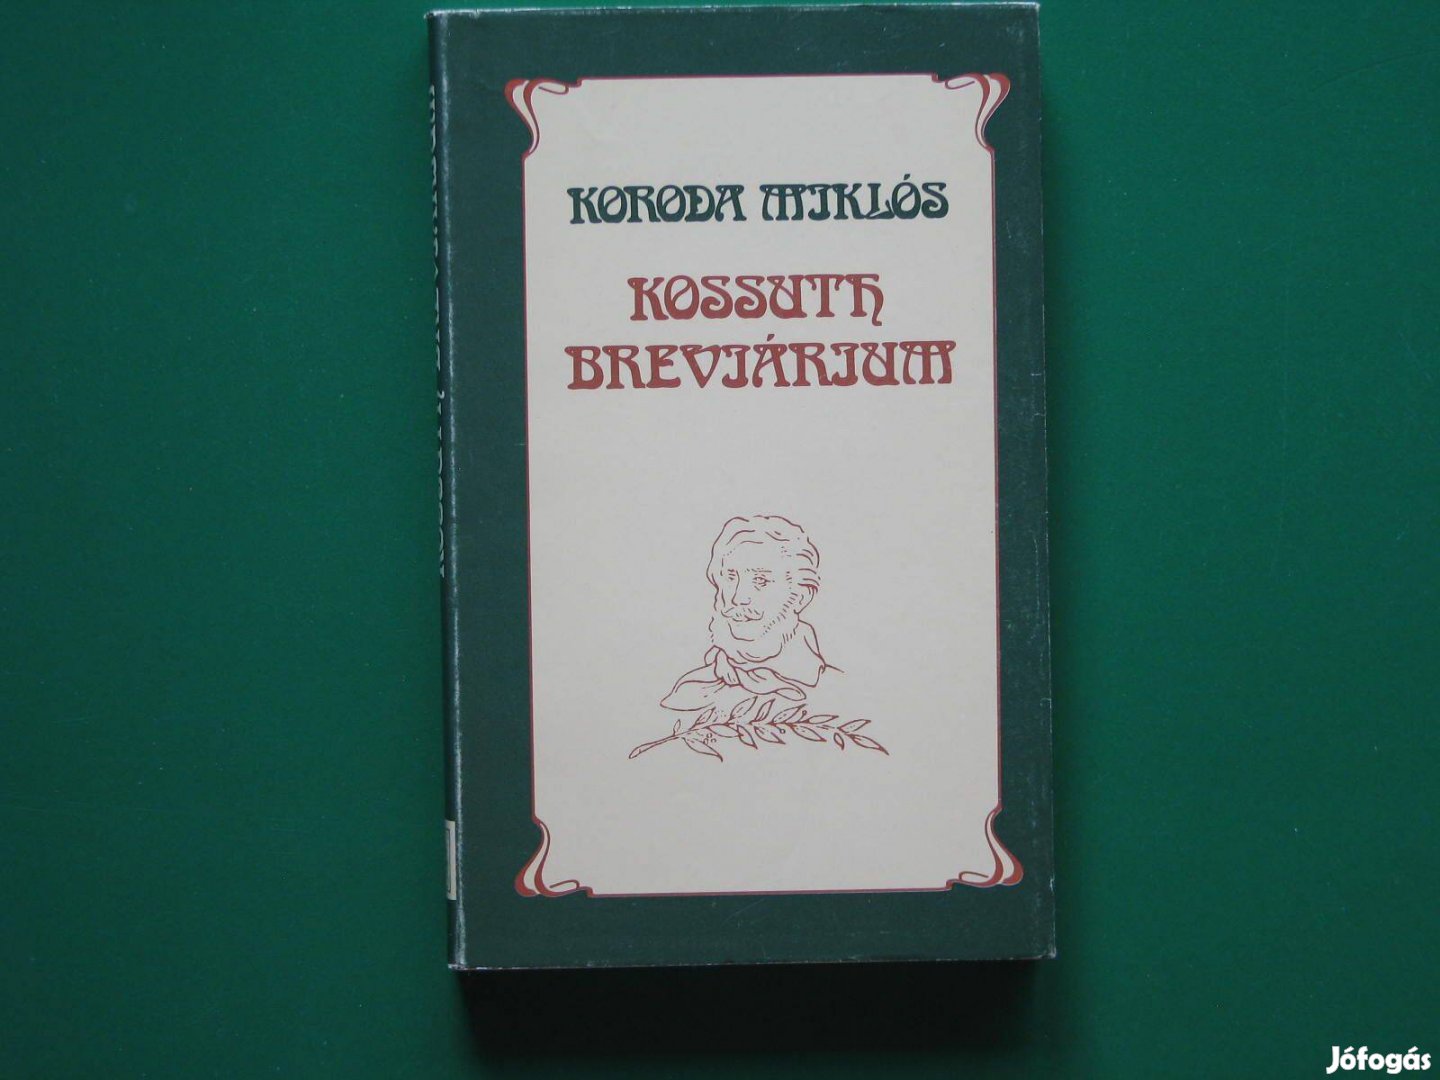 KORODA MIKLÓS
KOSSUTH
BREVIÁRIUM
Jófogás